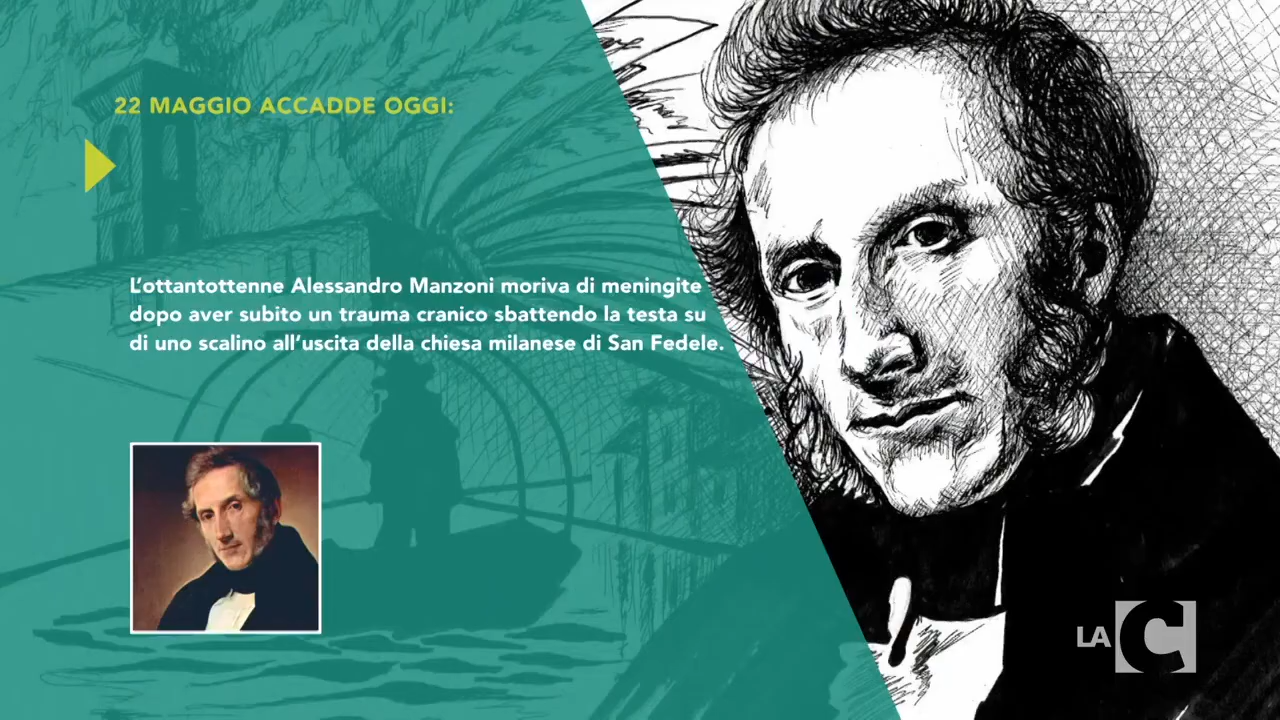 22 MAGGIO ACCADDE OGGI:
L'ottantottenne Alessandro Manzoni moriva di meningite
dopo aver subito un trauma cranico sbattendo la testa su
di uno scalino all'uscita della chiesa milanese di San Fedele.
LA C